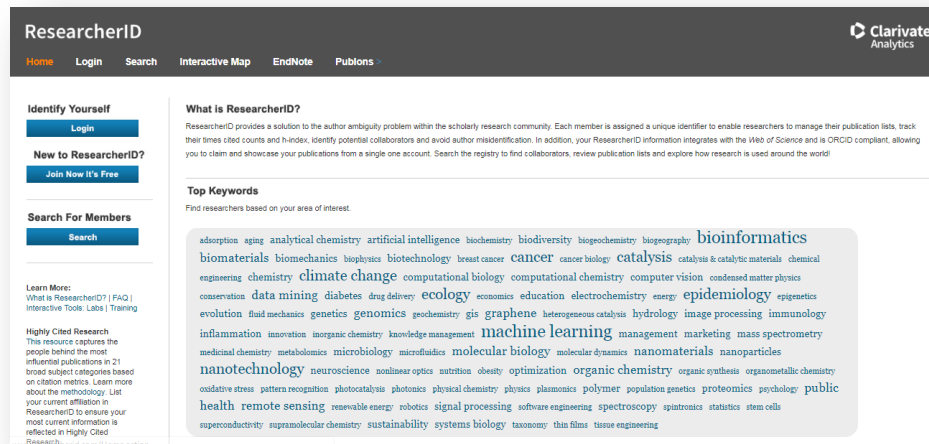 ResearcherID
Clarivate
Analytics
Home Login Search Interactive Map EndNote Publons >
Identify Yourself
Login
New to ResearcherID?
Join Now It's Free
Search For Members
Search
Learn More:
What is ResearcherID? | FAQ |
Interactive Tools: Labs | Training
Highly Cited Research
This resource captures the
people behind the most
influential publications in 21
broad subject categories based
on citation metrics. Learn more
about the methodology. List
your current affiliation in
ResearcherID to ensure your
most current information is
reflected in Highly Cited
Research.
What is ResearcherID?
ResearcherID provides a solution to the author ambiguity problem within the scholarly research community. Each member is assigned a unique identifier to enable researchers to manage their publication lists, track
their times cited counts and h-index, identify potential collaborators and avoid author misidentification. In addition, your ResearcherID information integrates with the Web of Science and is ORCID compliant, allowing
you to claim and showcase your publications from a single one account. Search the registry to find collaborators, review publication lists and explore how research is used around the world!
Top Keywords
Find researchers based on your area of interest.
adsorption aging analytical chemistry artificial intelligence biochemistry biodiversity biogeochemistry biogeography bioinformatics
biomaterials biomechanics biophysics biotechnology breast cancer cancer cancer biology catalysis catalysis & catalytic materials chemical
engineering chemistry climate change computational biology computational chemistry computer vision condensed matter physics
conservation data mining diabetes drug delivery ecology economics education electrochemistry energy epidemiology epigenetics
evolution fluid mechanics genetics genomics geochemistry gis graphene heterogeneous catalysis hydrology image processing immunology
inflammation innovation inorganic chemistry knowledge management machine learning management marketing mass spectrometry
medicinal chemistry metabolomics microbiology microfluidics molecular biology molecular dynamics nanomaterials nanoparticles
nanotechnology neuroscience nonlinear optics nutrition obesity optimization organic chemistry organic synthesis organometallic chemistry
oxidative stress pattern recognition photocatalysis photonics physical chemistry physics plasmonics polymer population genetics proteomics psychology public
health remote sensing renewable energy robotics signal processing software engineering spectroscopy spintronics statistics stem cells
superconductivity supramolecular chemistry sustainability systems biology taxonomy thin films tissue engineering